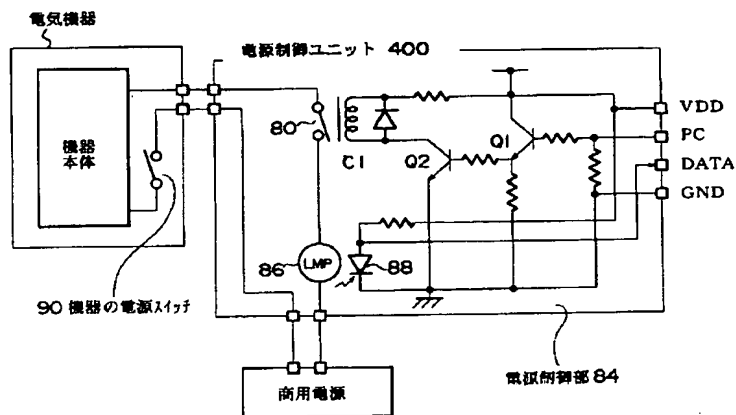 電気機器
電源制御ユニット 400
機器
本体
80
C1
Q2
Q1
VDD
PC
DATA
GND
86
LMP
88
90 機器の電源スイッチ
電源制御部 84
商用電源